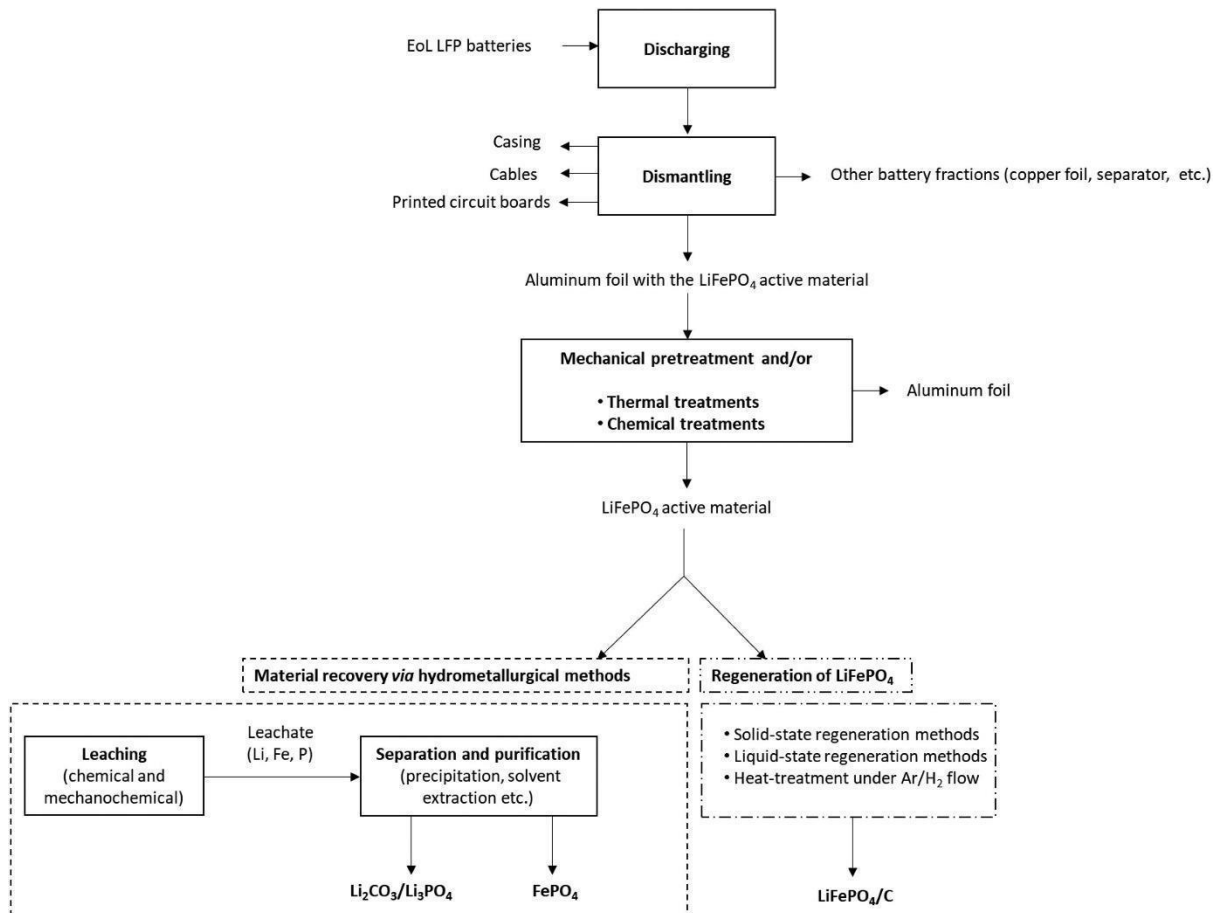 EoL LFP batteries
Discharging
Casing
Cables
Printed circuit boards
Dismantling
Other battery fractions (copper foil, separator, etc.)
Aluminum foil with the LiFePO₄ active material
Mechanical pretreatment and/or
• Thermal treatments
• Chemical treatments
Aluminum foil
LiFePO₄ active material
Material recovery via hydrometallurgical methods
Regeneration of LiFePO₄
Leaching
(chemical and
mechanochemical)
Leachate
(Li, Fe, P)
Separation and purification
(precipitation, solvent
extraction etc.)
• Solid-state regeneration methods
• Liquid-state regeneration methods
• Heat-treatment under Ar/H₂ flow
Li₂CO₃/Li₃PO₄
FePO₄
LiFePO₄/C